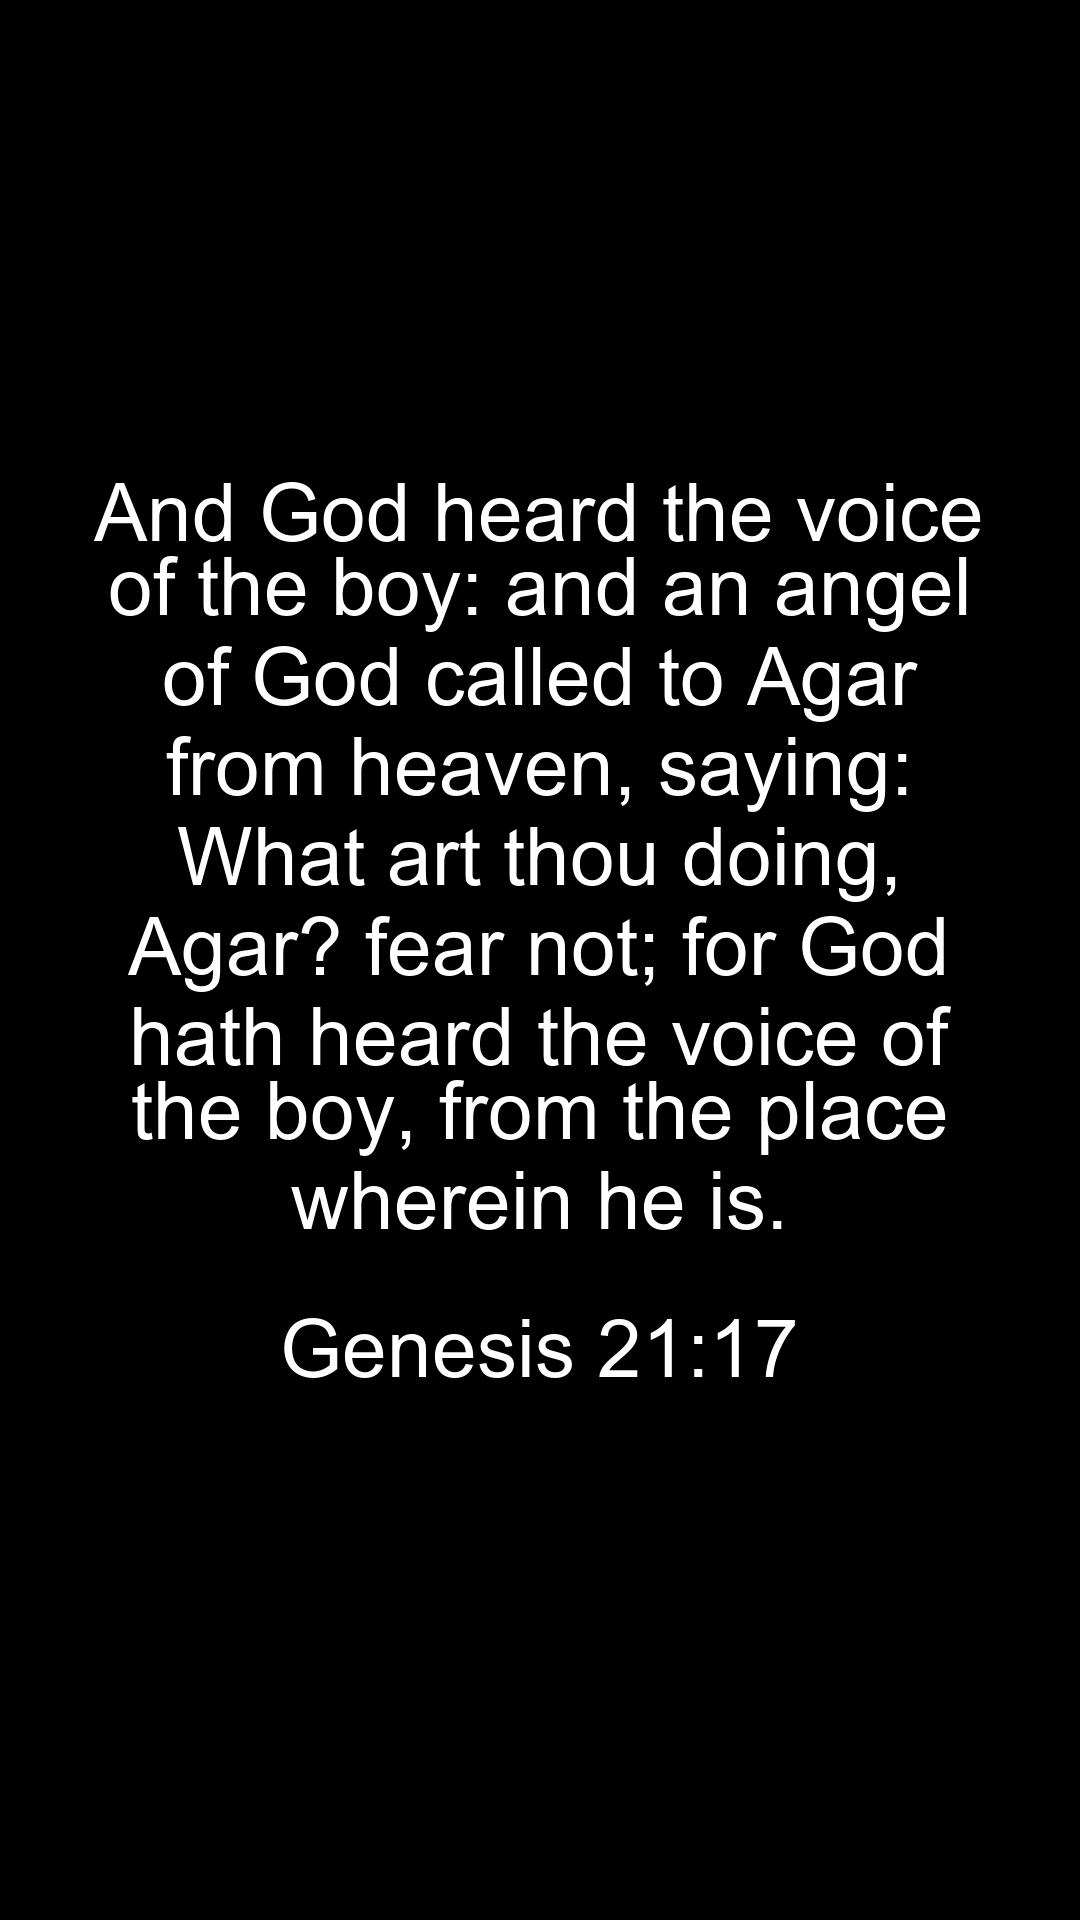 And God heard the voice
of the boy: and an angel
of God called to Agar
from heaven, saying:
What art thou doing,
Agar? fear not; for God
hath heard the voice of
the boy, from the place
wherein he is.
Genesis 21:17